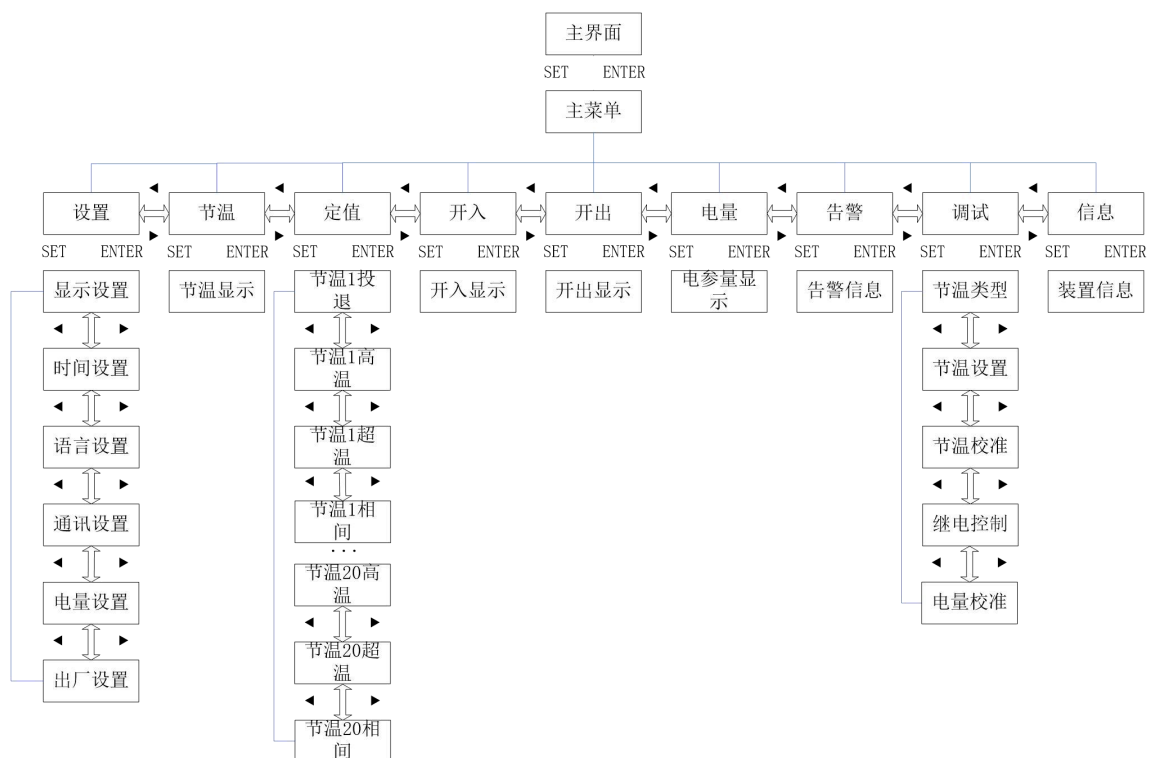 主界面
SET ENTER
主菜单
设置 节温 定值 开入 开出 电量 告警 调试 信息
SET ENTER SET ENTER SET ENTER SET ENTER SET ENTER SET ENTER SET ENTER SET ENTER SET ENTER
显示设置
时间设置
语言设置
通讯设置
电量设置
出厂设置
节温显示
节温1投
退
节温1高
温
节温1超
温
节温1相
间
...
节温20高
温
节温20超
温
节温20相
间
开入显示
开出显示
电参量显
示
告警信息
节温类型
节温设置
节温校准
继电控制
电量校准
装置信息